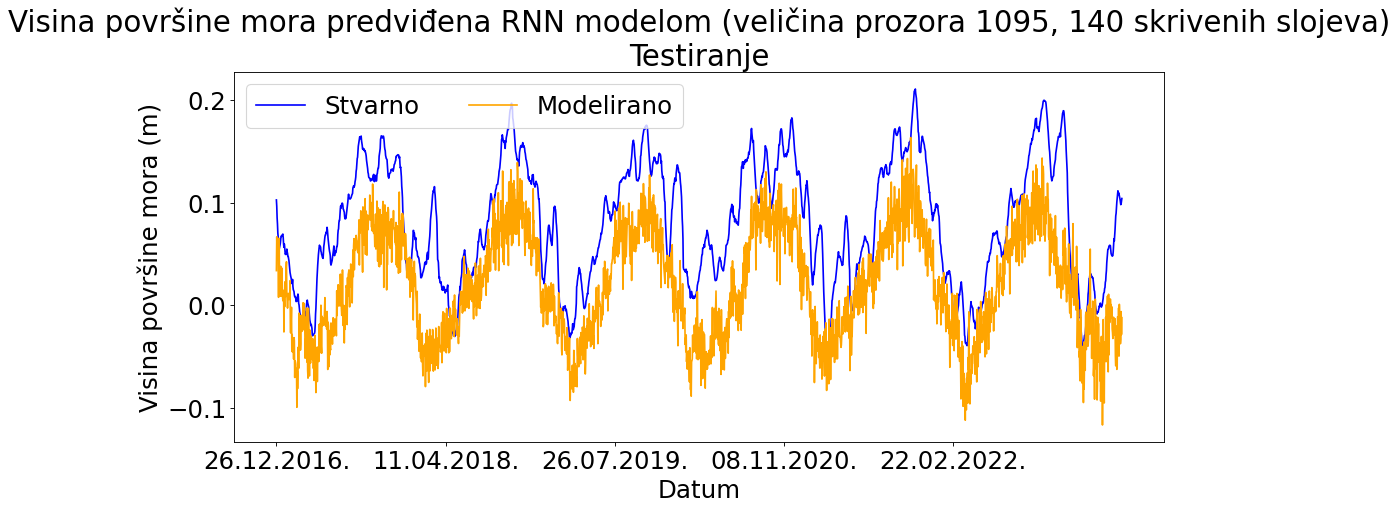 Visina površine mora predviđena RNN modelom (veličina prozora 1095, 140 skrivenih slojeva)
Testiranje
Stvarno
Modelirano
Visina površine mora (m)
0.2
0.1
0.0
−0.1
26.12.2016.
11.04.2018.
26.07.2019.
08.11.2020.
22.02.2022.
Datum